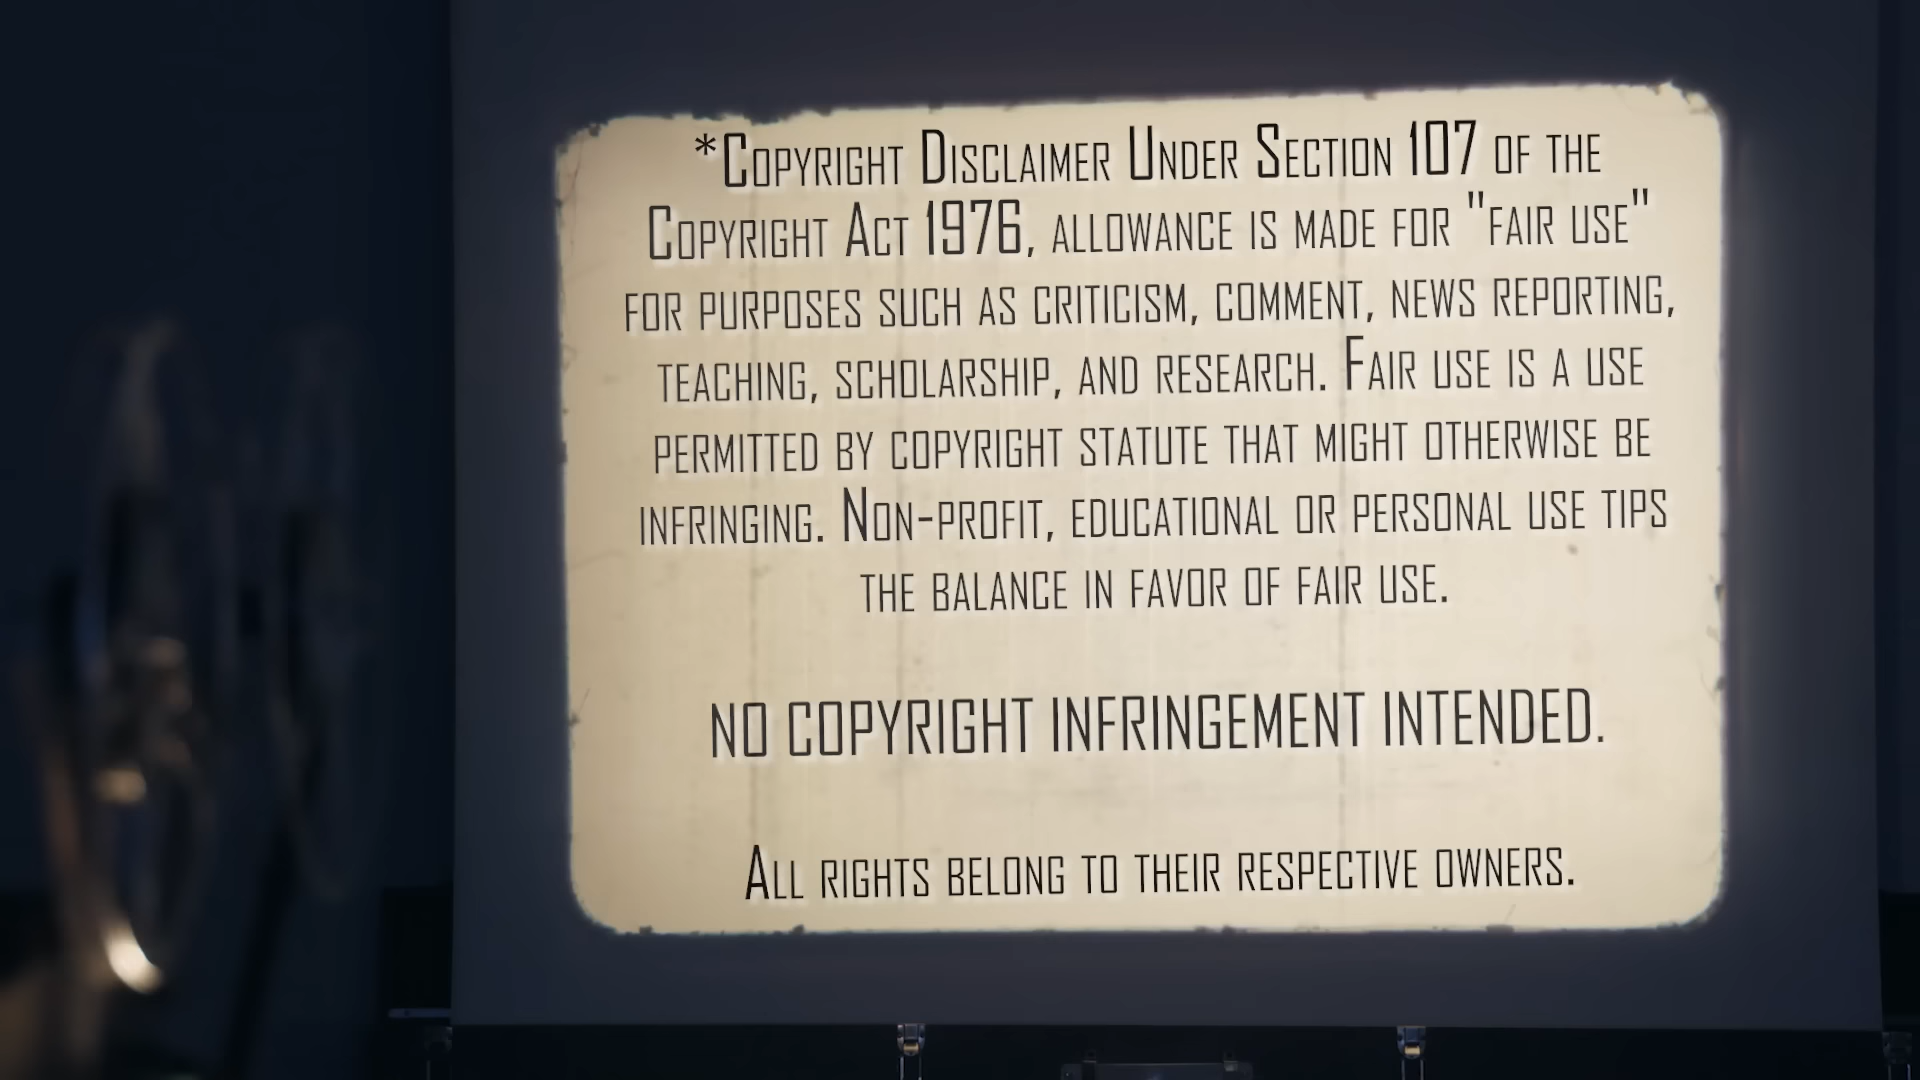 *Copyright Disclaimer Under Section 107 of the
Copyright Act 1976, allowance is made for "fair use"
for purposes such as criticism, comment, news reporting,
teaching, scholarship, and research. Fair use is a use
permitted by copyright statute that might otherwise be
infringing. Non-profit, educational or personal use tips
the balance in favor of fair use.
NO COPYRIGHT INFRINGEMENT INTENDED.
All rights belong to their respective owners.